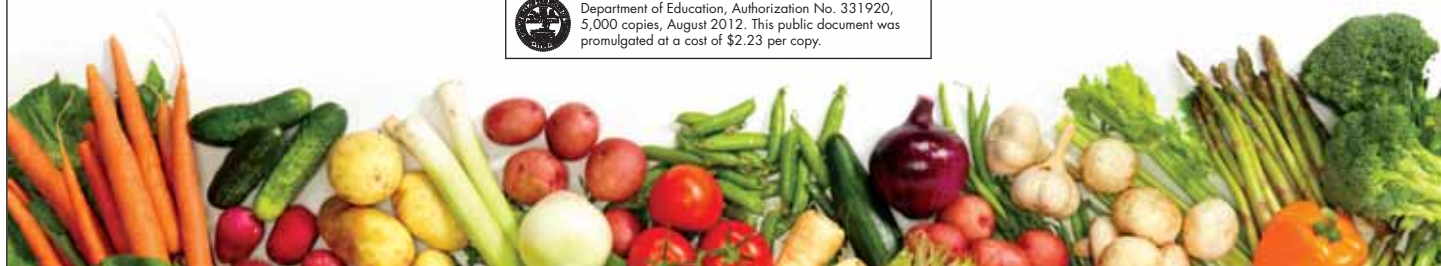 Department of Education, Authorization No. 331920,
5,000 copies, August 2012. This public document was
promulgated at a cost of $2.23 per copy.